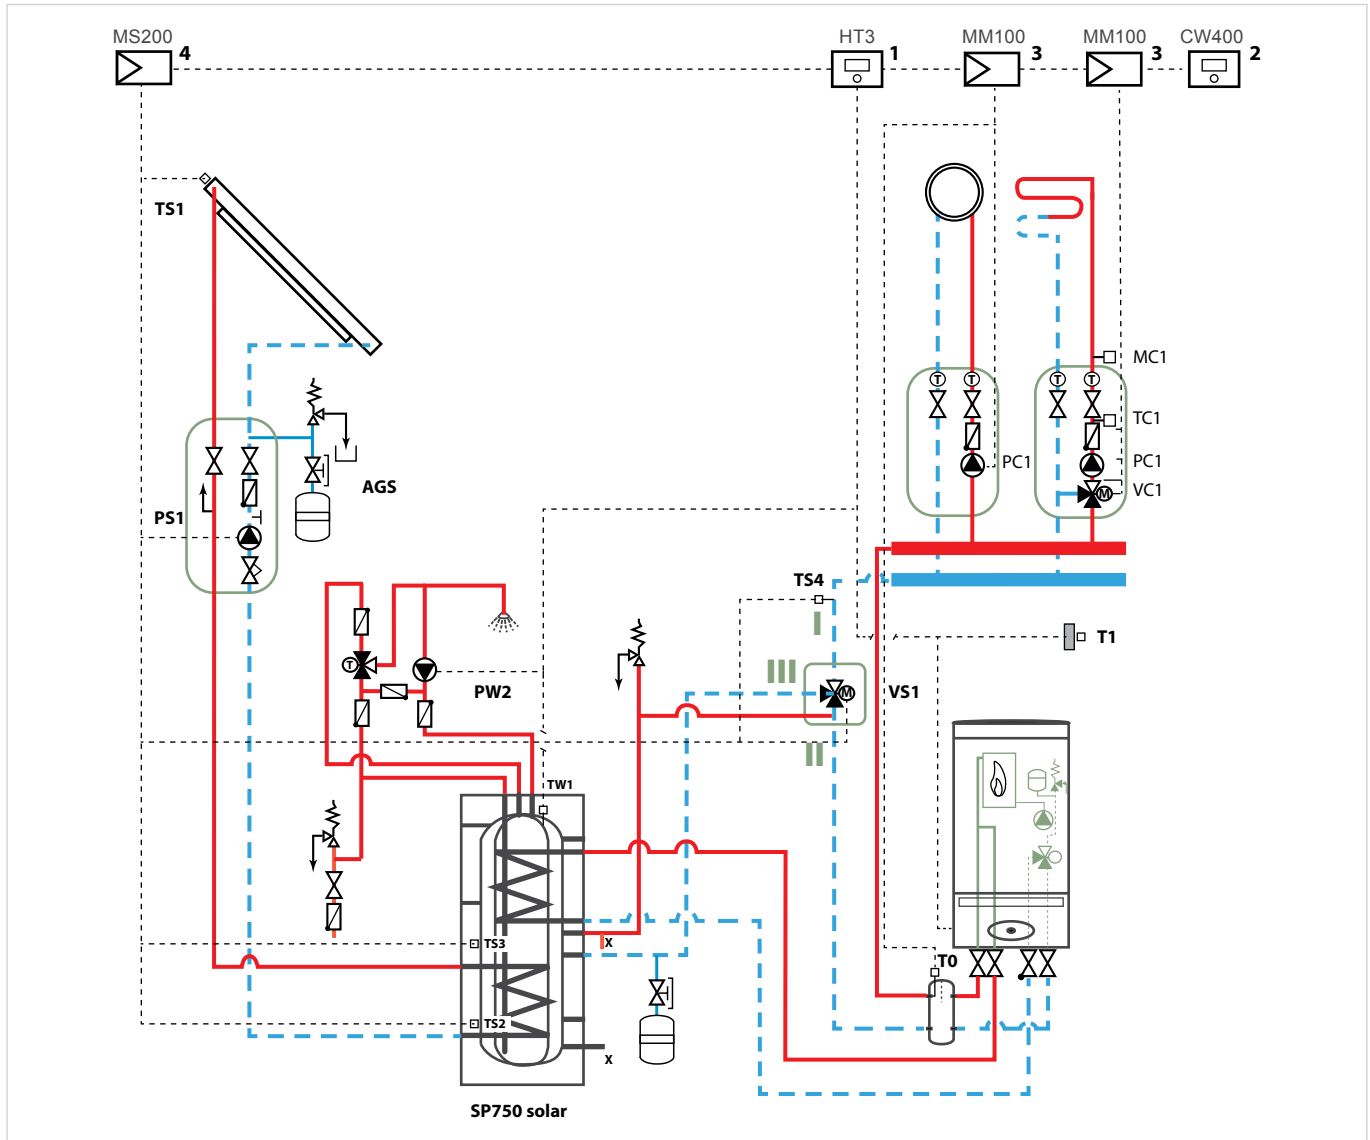 MS200 HT3 MM100 MM100 CW400
4 1 3 3 2
TS1
MC1
T T T T
TC1
AGS
PC1 PC1
VC1
M
PS1
TS4
I
T1
T
III
PW2
M
VS1
II
TW1
TS3
x
T0
TS2
x
SP750 solar